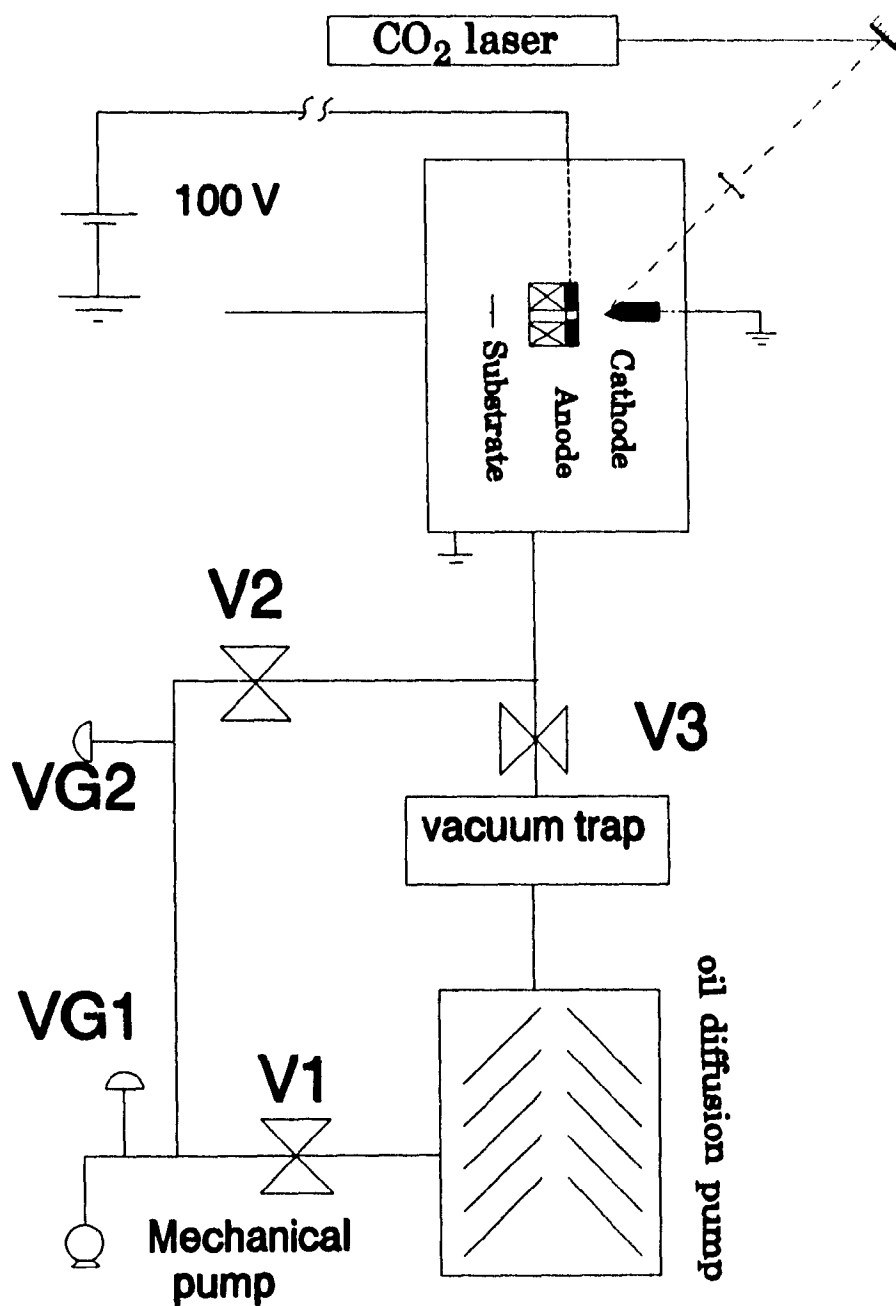 CO₂ laser
100 V
Cathode
Anode
Substrate
V2
V3
VG2
vacuum trap
VG1
V1
oil diffusion pump
Mechanical
pump